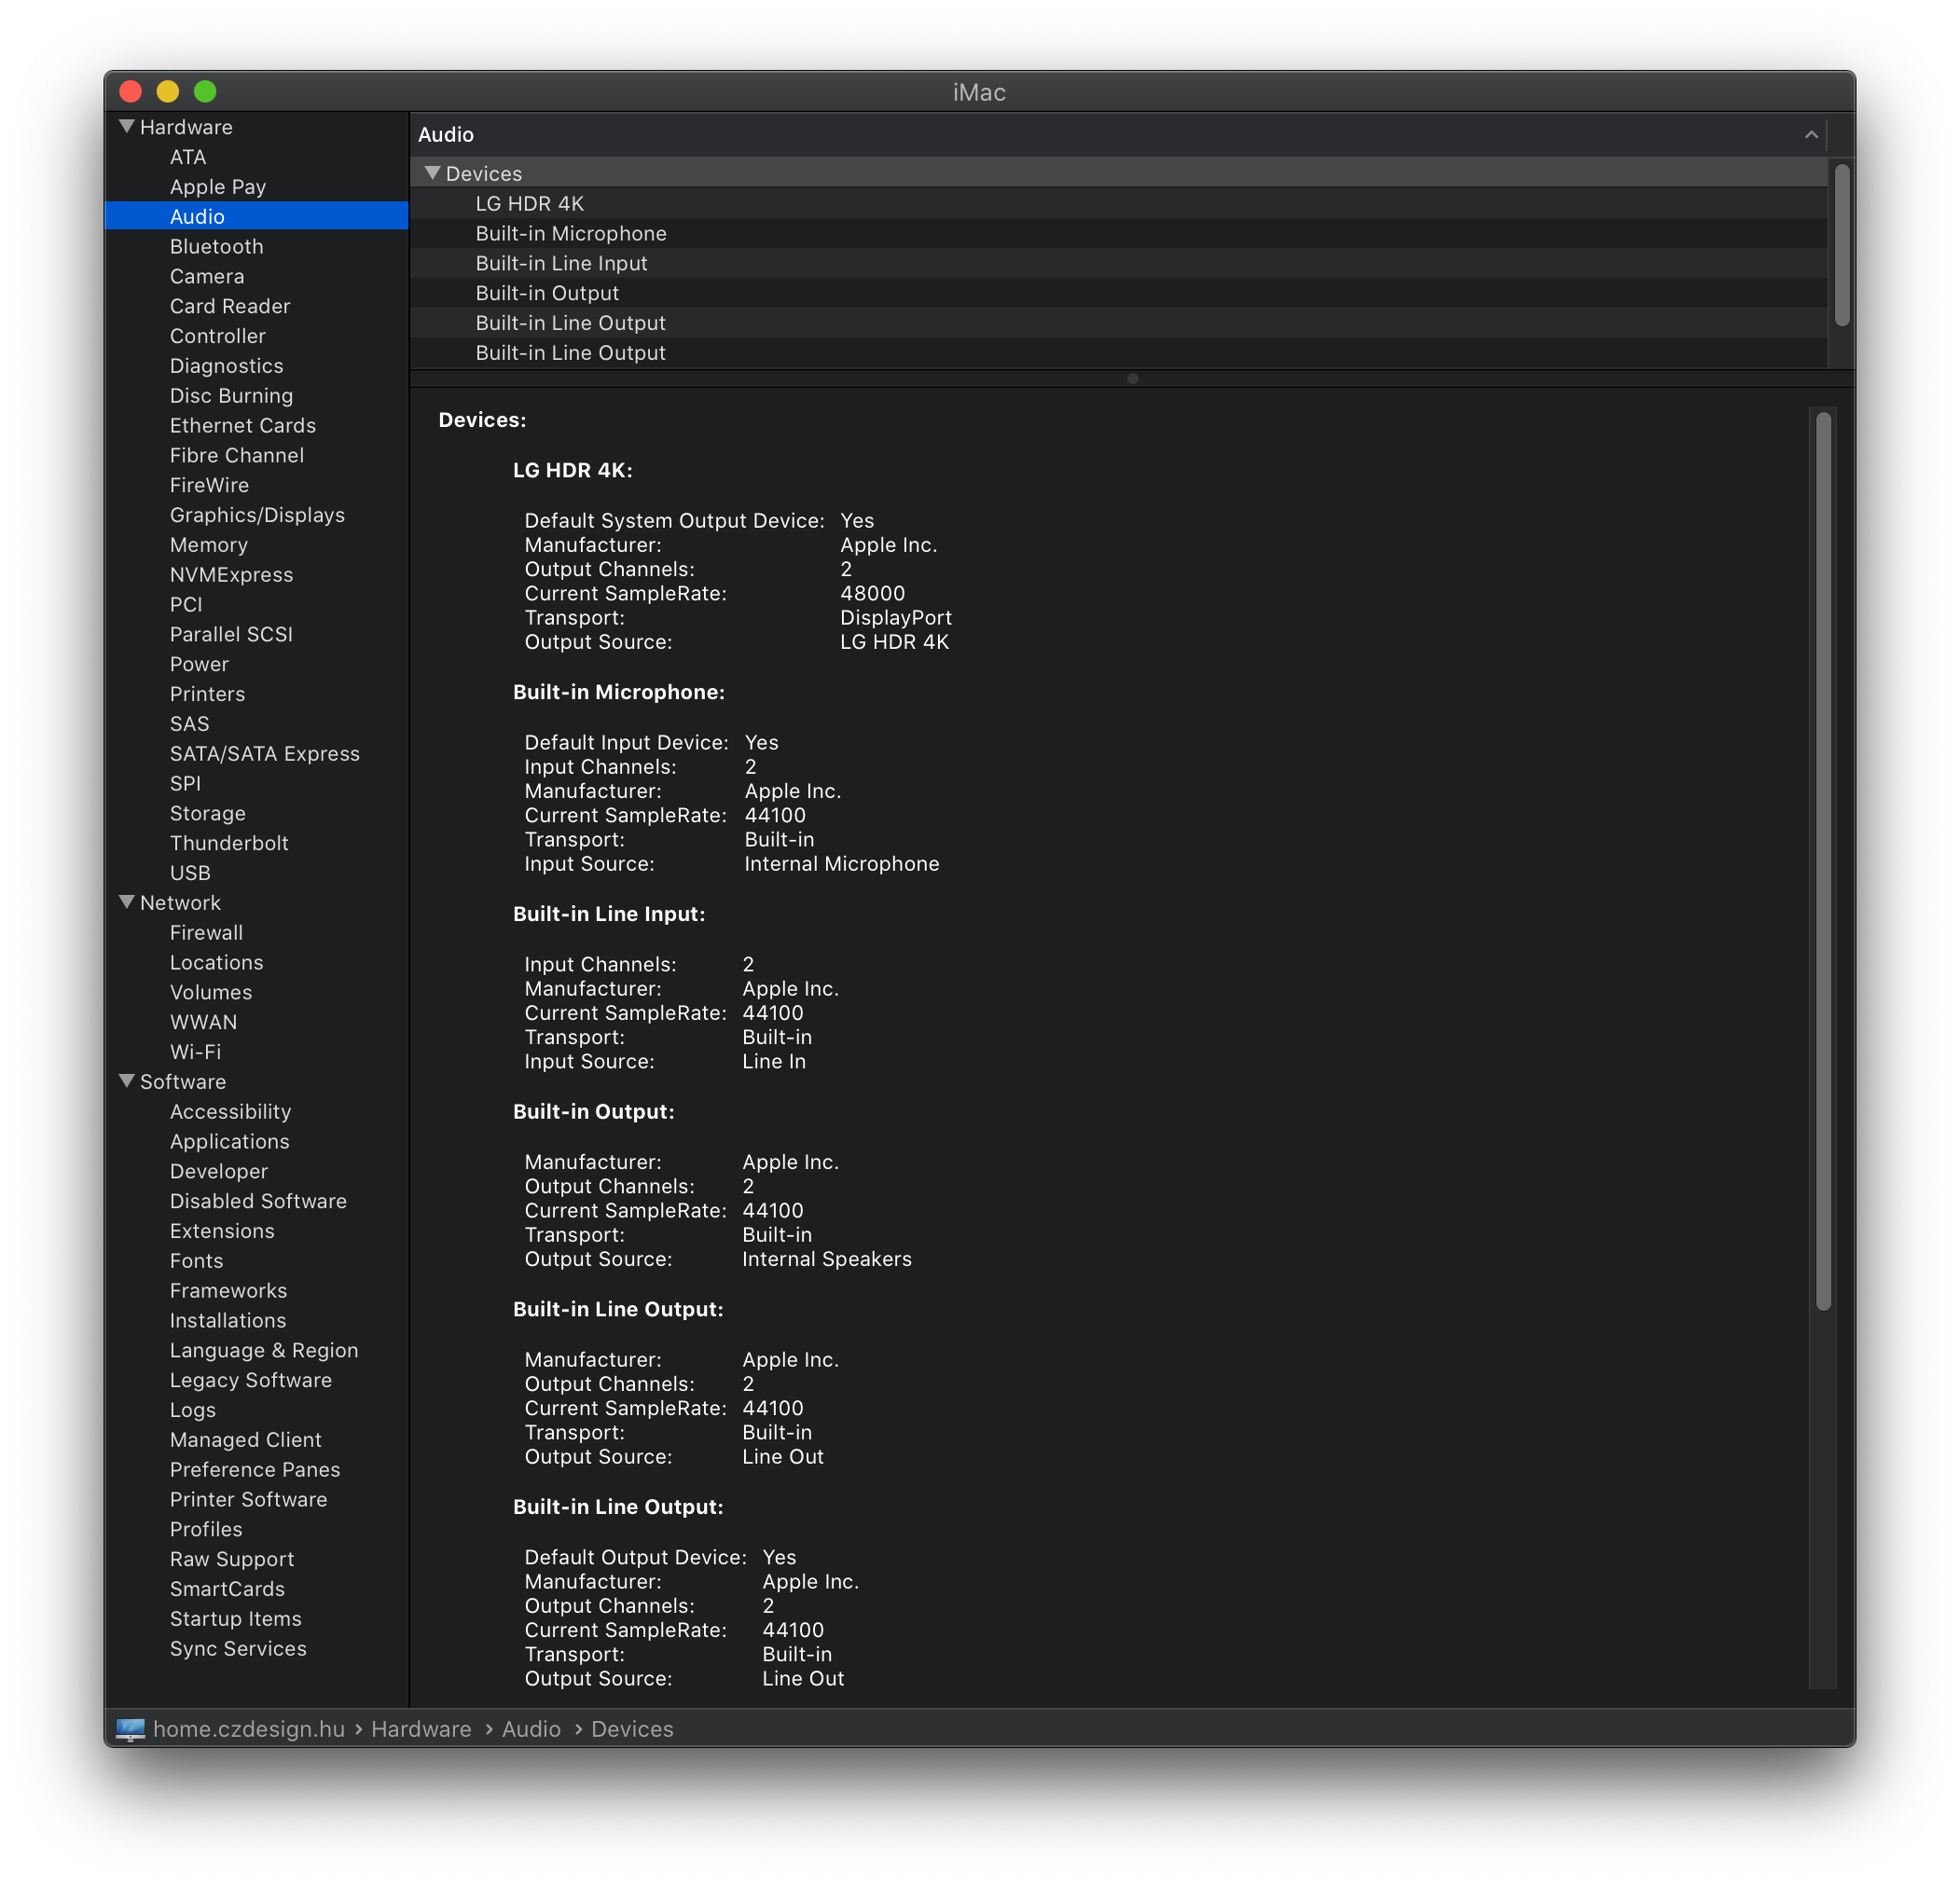 iMac
Hardware
ATA
Apple Pay
Audio
Bluetooth
Camera
Card Reader
Controller
Diagnostics
Disc Burning
Ethernet Cards
Fibre Channel
FireWire
Graphics/Displays
Memory
NVMExpress
PCI
Parallel SCSI
Power
Printers
SAS
SATA/SATA Express
SPI
Storage
Thunderbolt
USB
Network
Firewall
Locations
Volumes
WWAN
Wi-Fi
Software
Accessibility
Applications
Developer
Disabled Software
Extensions
Fonts
Frameworks
Installations
Language & Region
Legacy Software
Logs
Managed Client
Preference Panes
Printer Software
Profiles
Raw Support
SmartCards
Startup Items
Sync Services
Audio
Devices
LG HDR 4K
Built-in Microphone
Built-in Line Input
Built-in Output
Built-in Line Output
Built-in Line Output
Devices:
LG HDR 4K:
Default System Output Device: Yes
Manufacturer: Apple Inc.
Output Channels: 2
Current SampleRate: 48000
Transport: DisplayPort
Output Source: LG HDR 4K
Built-in Microphone:
Default Input Device: Yes
Input Channels: 2
Manufacturer: Apple Inc.
Current SampleRate: 44100
Transport: Built-in
Input Source: Internal Microphone
Built-in Line Input:
Input Channels: 2
Manufacturer: Apple Inc.
Current SampleRate: 44100
Transport: Built-in
Input Source: Line In
Built-in Output:
Manufacturer: Apple Inc.
Output Channels: 2
Current SampleRate: 44100
Transport: Built-in
Output Source: Internal Speakers
Built-in Line Output:
Manufacturer: Apple Inc.
Output Channels: 2
Current SampleRate: 44100
Transport: Built-in
Output Source: Line Out
Built-in Line Output:
Default Output Device: Yes
Manufacturer: Apple Inc.
Output Channels: 2
Current SampleRate: 44100
Transport: Built-in
Output Source: Line Out
home.czdesign.hu › Hardware › Audio › Devices